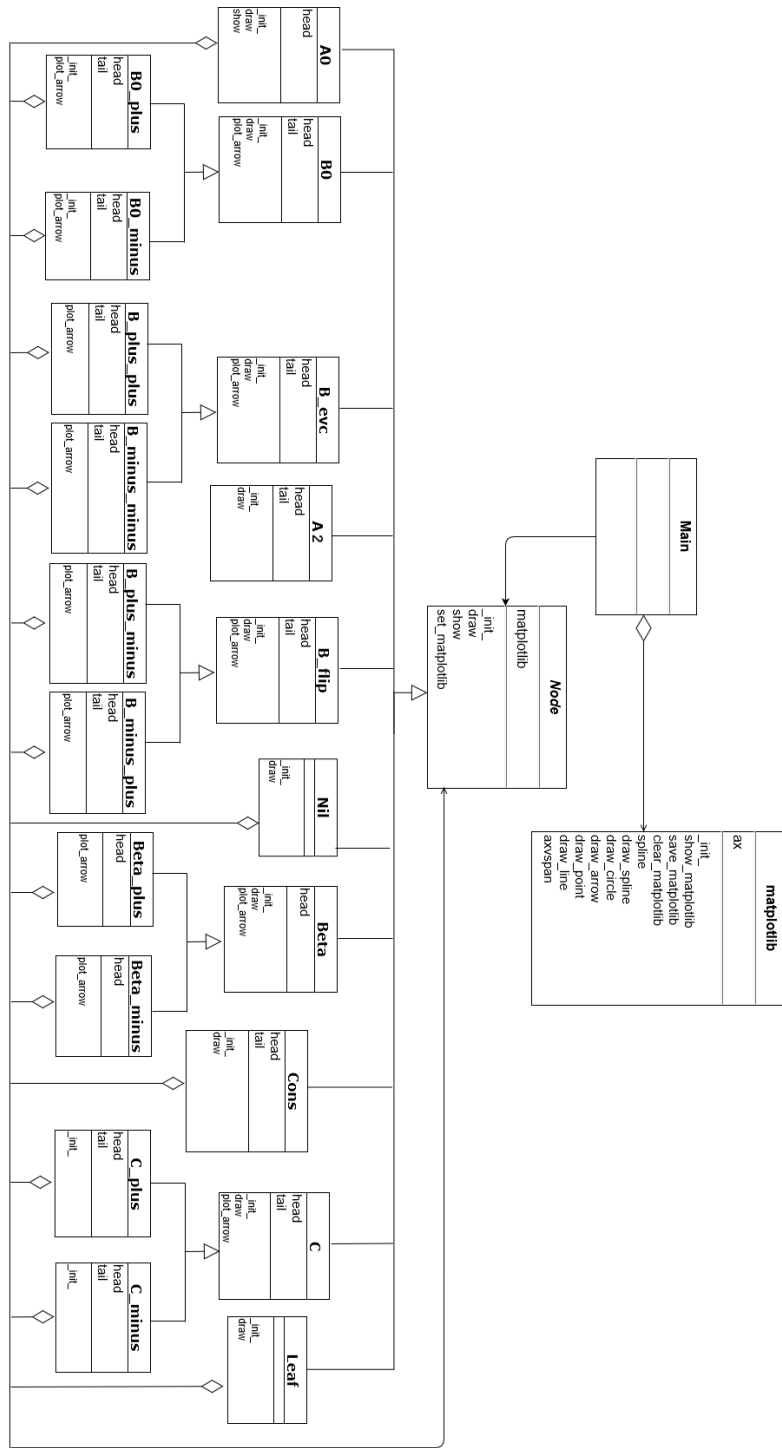 matplotlib
ax
_init_
show_matplotlib
save_matplotlib
clear_matplotlib
spline
draw_spline
draw_circle
draw_arrow
draw_point
draw_line
axvspan
Main
Node
matplotlib
_init_
draw
show
set_matplotlib
A0
head
_init_
draw
show
B0
head
tail
_init_
draw
plot_arrow
B_evc
head
tail
_init_
draw
plot_arrow
A 2
head
tail
_init_
draw
B_flip
head
tail
_init_
draw
plot_arrow
Nil
_init_
draw
Beta
head
_init_
draw
plot_arrow
Cons
head
tail
_init_
draw
C
head
tail
_init_
draw
plot_arrow
Leaf
_init_
draw
B0_plus
head
tail
_init_
plot_arrow
B0_minus
head
tail
_init_
plot_arrow
B_plus_plus
head
tail
plot_arrow
B_minus_minus
head
tail
plot_arrow
B_plus_minus
head
tail
plot_arrow
B_minus_plus
head
tail
plot_arrow
Beta_plus
head
plot_arrow
Beta_minus
head
plot_arrow
C_plus
head
tail
_init_
C_minus
head
tail
_init_